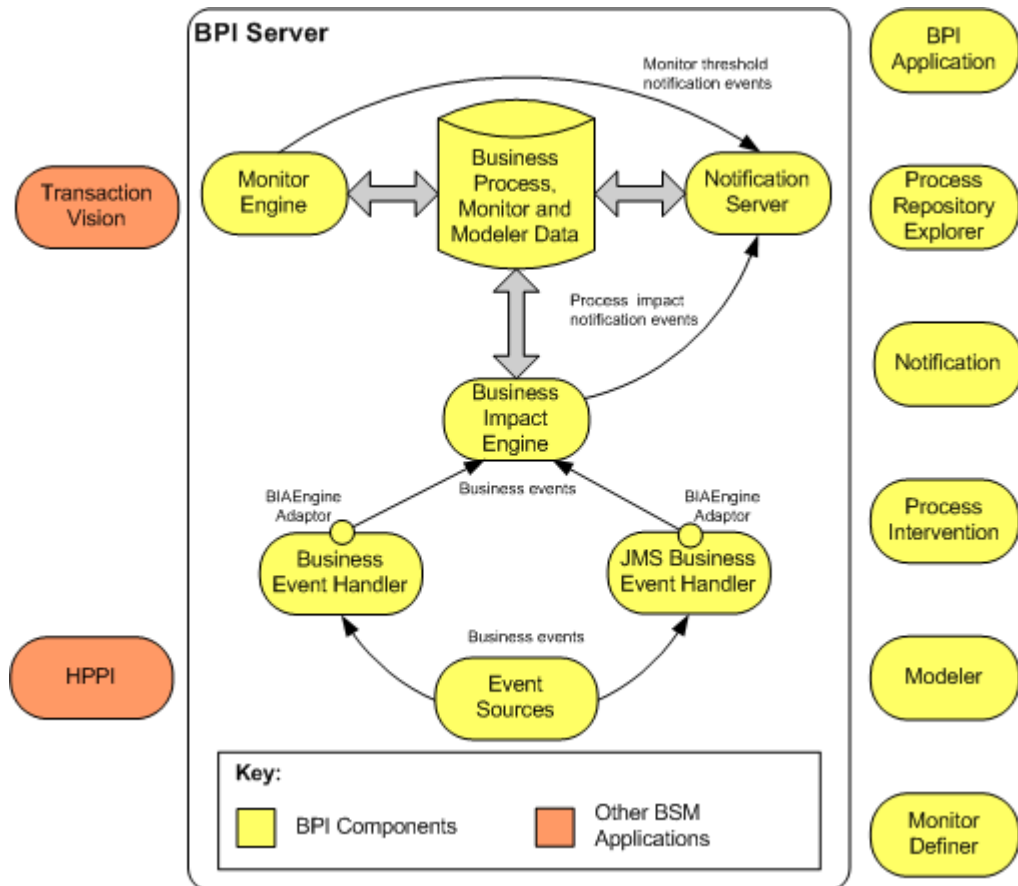 BPI Server
Monitor threshold
notification events
BPI
Application
Transaction
Vision
Monitor
Engine
Business
Process,
Monitor and
Modeler Data
Notification
Server
Process
Repository
Explorer
Process impact
notification events
Notification
Business
Impact
Engine
BIAEngine
Adaptor
Business events
BIAEngine
Adaptor
Business
Event Handler
JMS Business
Event Handler
Process
Intervention
Business events
HPPI
Event
Sources
Modeler
Key:
BPI Components
Other BSM
Applications
Monitor
Definer